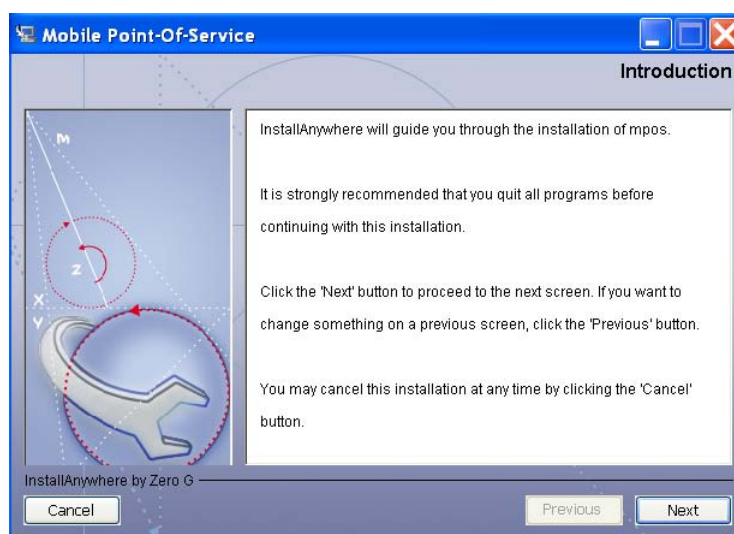 Mobile Point-Of-Service
Introduction
M
Z
X
Y
InstallAnywhere will guide you through the installation of mpos.
It is strongly recommended that you quit all programs before
continuing with this installation.
Click the 'Next' button to proceed to the next screen. If you want to
change something on a previous screen, click the 'Previous' button.
You may cancel this installation at any time by clicking the 'Cancel'
button.
InstallAnywhere by Zero G
Cancel
Previous
Next